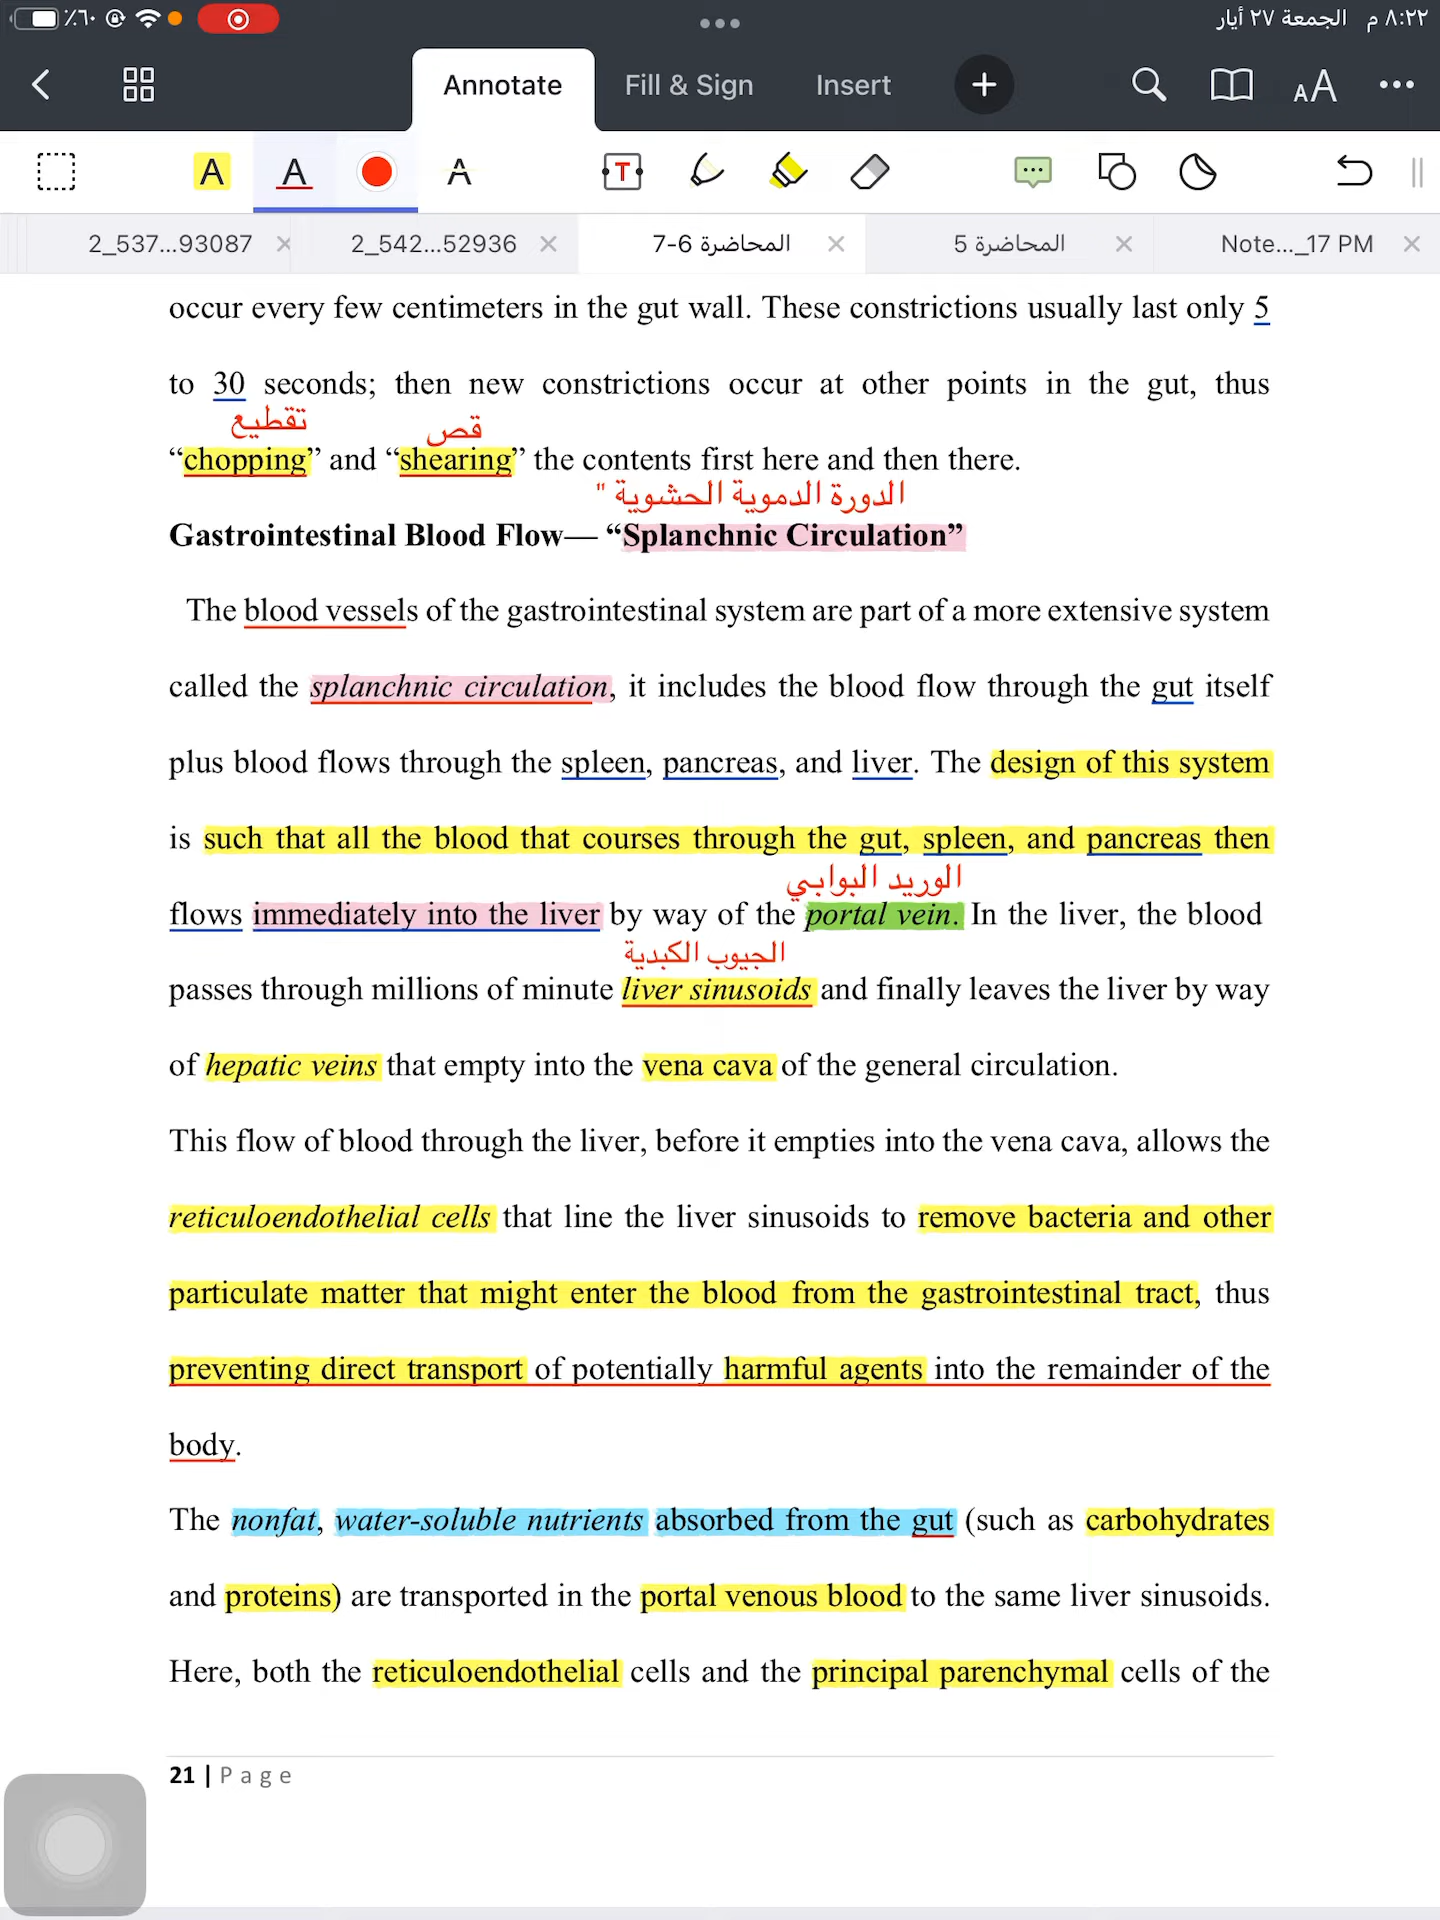 ٪٦٠
٨:٢٢ م الجمعة ٢٧ أيار
Annotate Fill & Sign Insert
AA
A A A T
2_537...93087 2_542...52936 المحاضرة 6-7 المحاضرة 5 Note..._17 PM
occur every few centimeters in the gut wall. These constrictions usually last only 5
to 30 seconds; then new constrictions occur at other points in the gut, thus
تقطيع قص
“chopping” and “shearing” the contents first here and then there.
الدورة الدموية الحشوية "
Gastrointestinal Blood Flow— “Splanchnic Circulation”
The blood vessels of the gastrointestinal system are part of a more extensive system
called the splanchnic circulation, it includes the blood flow through the gut itself
plus blood flows through the spleen, pancreas, and liver. The design of this system
is such that all the blood that courses through the gut, spleen, and pancreas then
الوريد البوابي
flows immediately into the liver by way of the portal vein. In the liver, the blood
الجيوب الكبدية
passes through millions of minute liver sinusoids and finally leaves the liver by way
of hepatic veins that empty into the vena cava of the general circulation.
This flow of blood through the liver, before it empties into the vena cava, allows the
reticuloendothelial cells that line the liver sinusoids to remove bacteria and other
particulate matter that might enter the blood from the gastrointestinal tract, thus
preventing direct transport of potentially harmful agents into the remainder of the
body.
The nonfat, water-soluble nutrients absorbed from the gut (such as carbohydrates
and proteins) are transported in the portal venous blood to the same liver sinusoids.
Here, both the reticuloendothelial cells and the principal parenchymal cells of the
21 | Page